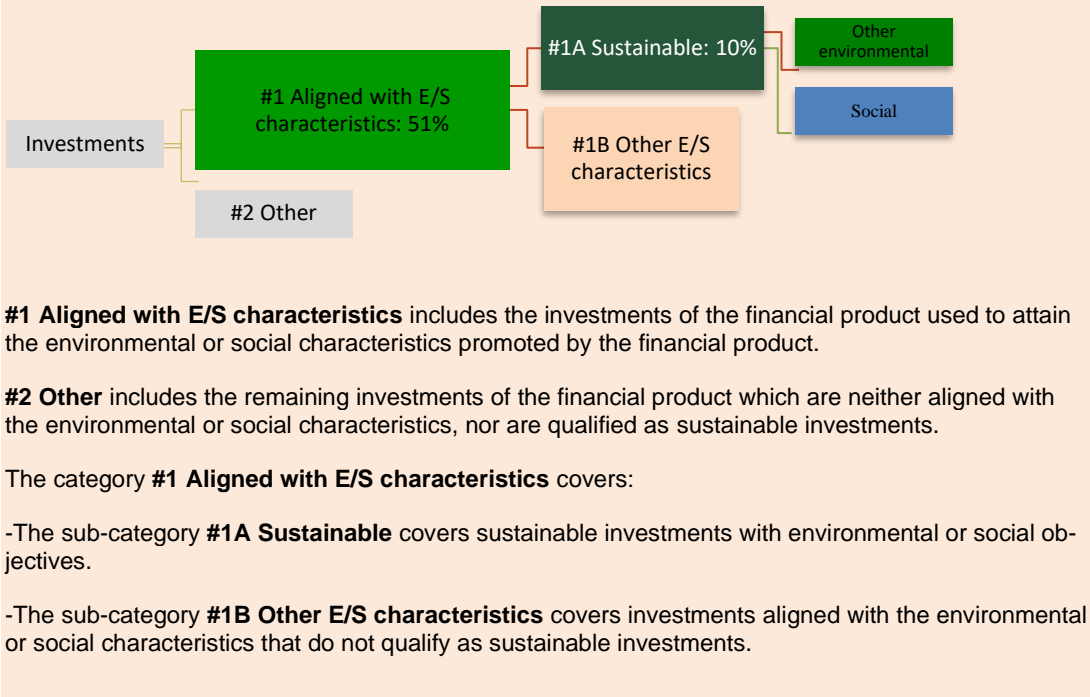 Other
environmental
#1A Sustainable: 10%
#1 Aligned with E/S
characteristics: 51%
Social
Investments
#1B Other E/S
characteristics
#2 Other
#1 Aligned with E/S characteristics includes the investments of the financial product used to attain
the environmental or social characteristics promoted by the financial product.
#2 Other includes the remaining investments of the financial product which are neither aligned with
the environmental or social characteristics, nor are qualified as sustainable investments.
The category #1 Aligned with E/S characteristics covers:
-The sub-category #1A Sustainable covers sustainable investments with environmental or social ob-
jectives.
-The sub-category #1B Other E/S characteristics covers investments aligned with the environmental
or social characteristics that do not qualify as sustainable investments.